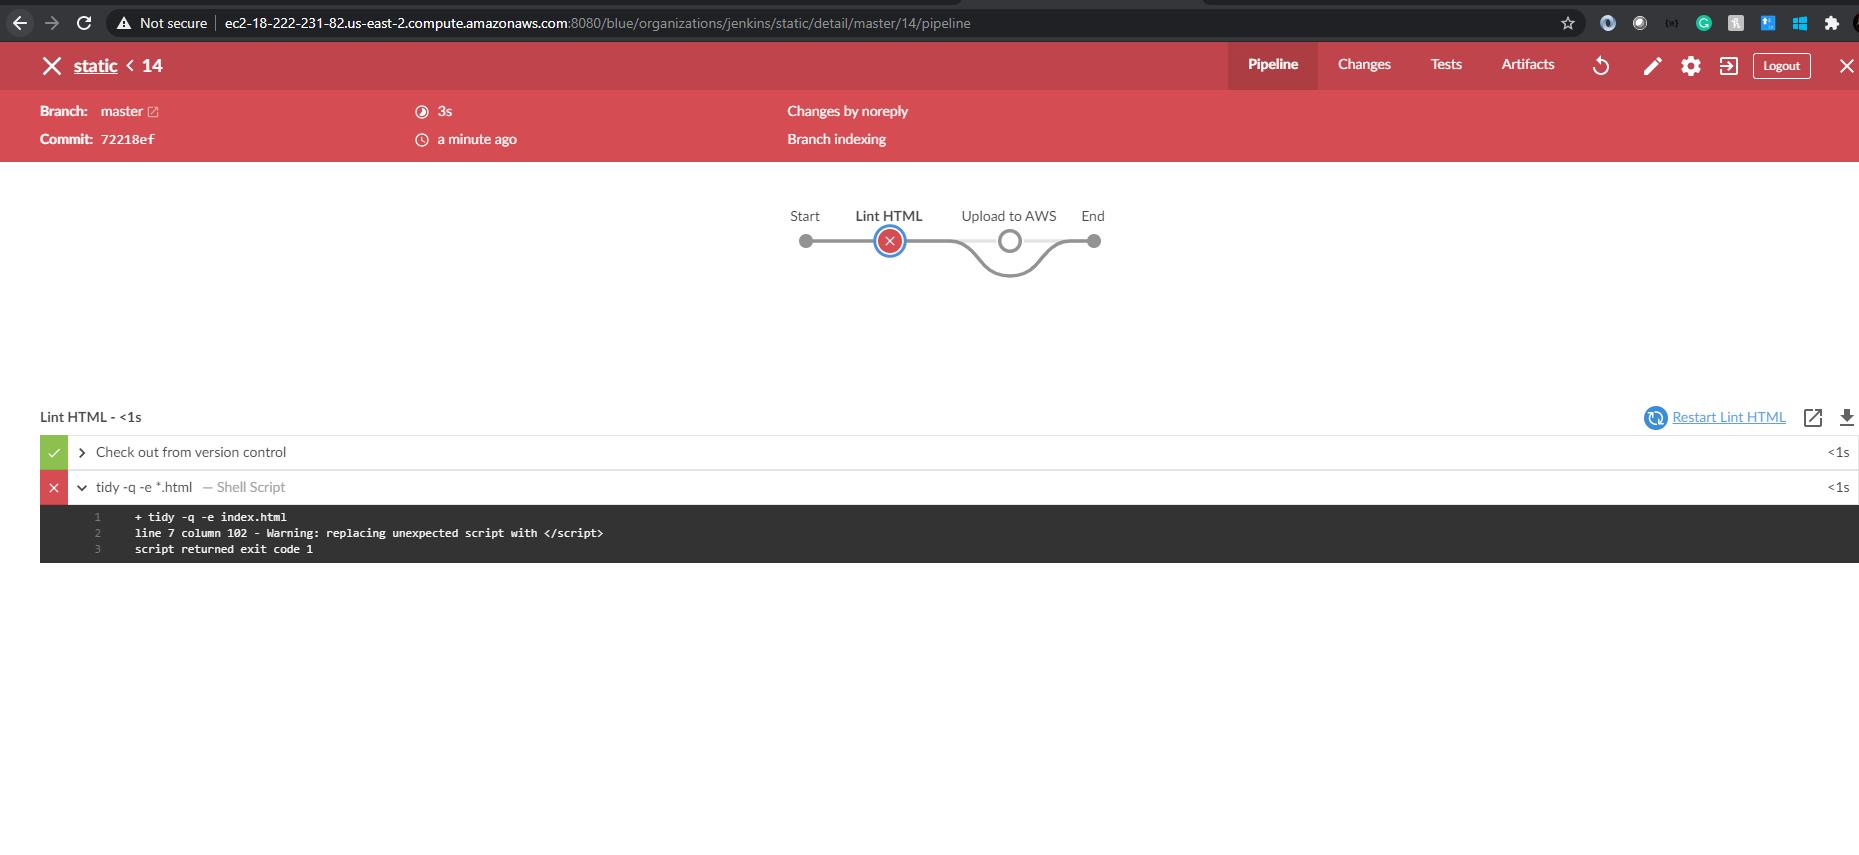 Not secure ec2-18-222-231-82.us-east-2.compute.amazonaws.com:8080/blue/organizations/jenkins/static/detail/master/14/pipeline
static < 14 Pipeline Changes Tests Artifacts Logout
Branch: master 3s Changes by noreply
Commit: 72218ef a minute ago Branch indexing
Start Lint HTML Upload to AWS End
Lint HTML - <1s Restart Lint HTML
Check out from version control <1s
tidy -q -e *.html — Shell Script <1s
1 + tidy -q -e index.html
2 line 7 column 102 - Warning: replacing unexpected script with </script>
3 script returned exit code 1